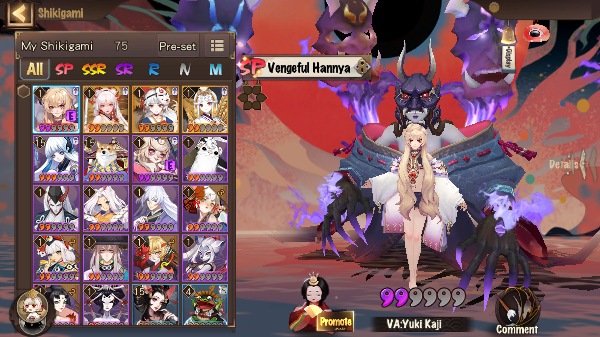 Shikigami
My Shikigami 75 Pre-set
All SP SSR SR R N M
SP Vengeful Hannya
Display
Details
Promote
VA:Yuki Kaji
Comment